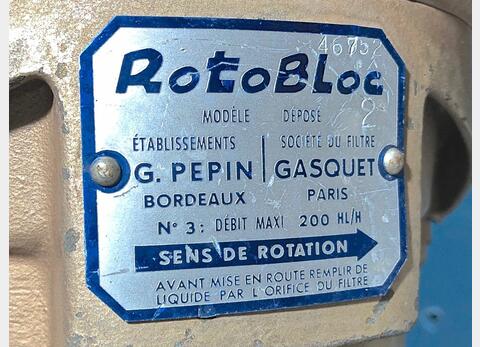 46752
RotoBLoc
MODÈLE DÉPOSÉ
2
ÉTABLISSEMENTS SOCIÉTÉ DU FILTRE
G. PEPIN GASQUET
BORDEAUX PARIS
N° 3: DÉBIT MAXI 200 HL/H
SENS DE ROTATION
AVANT MISE EN ROUTE REMPLIR DE
LIQUIDE PAR L'ORIFICE DU FILTRE